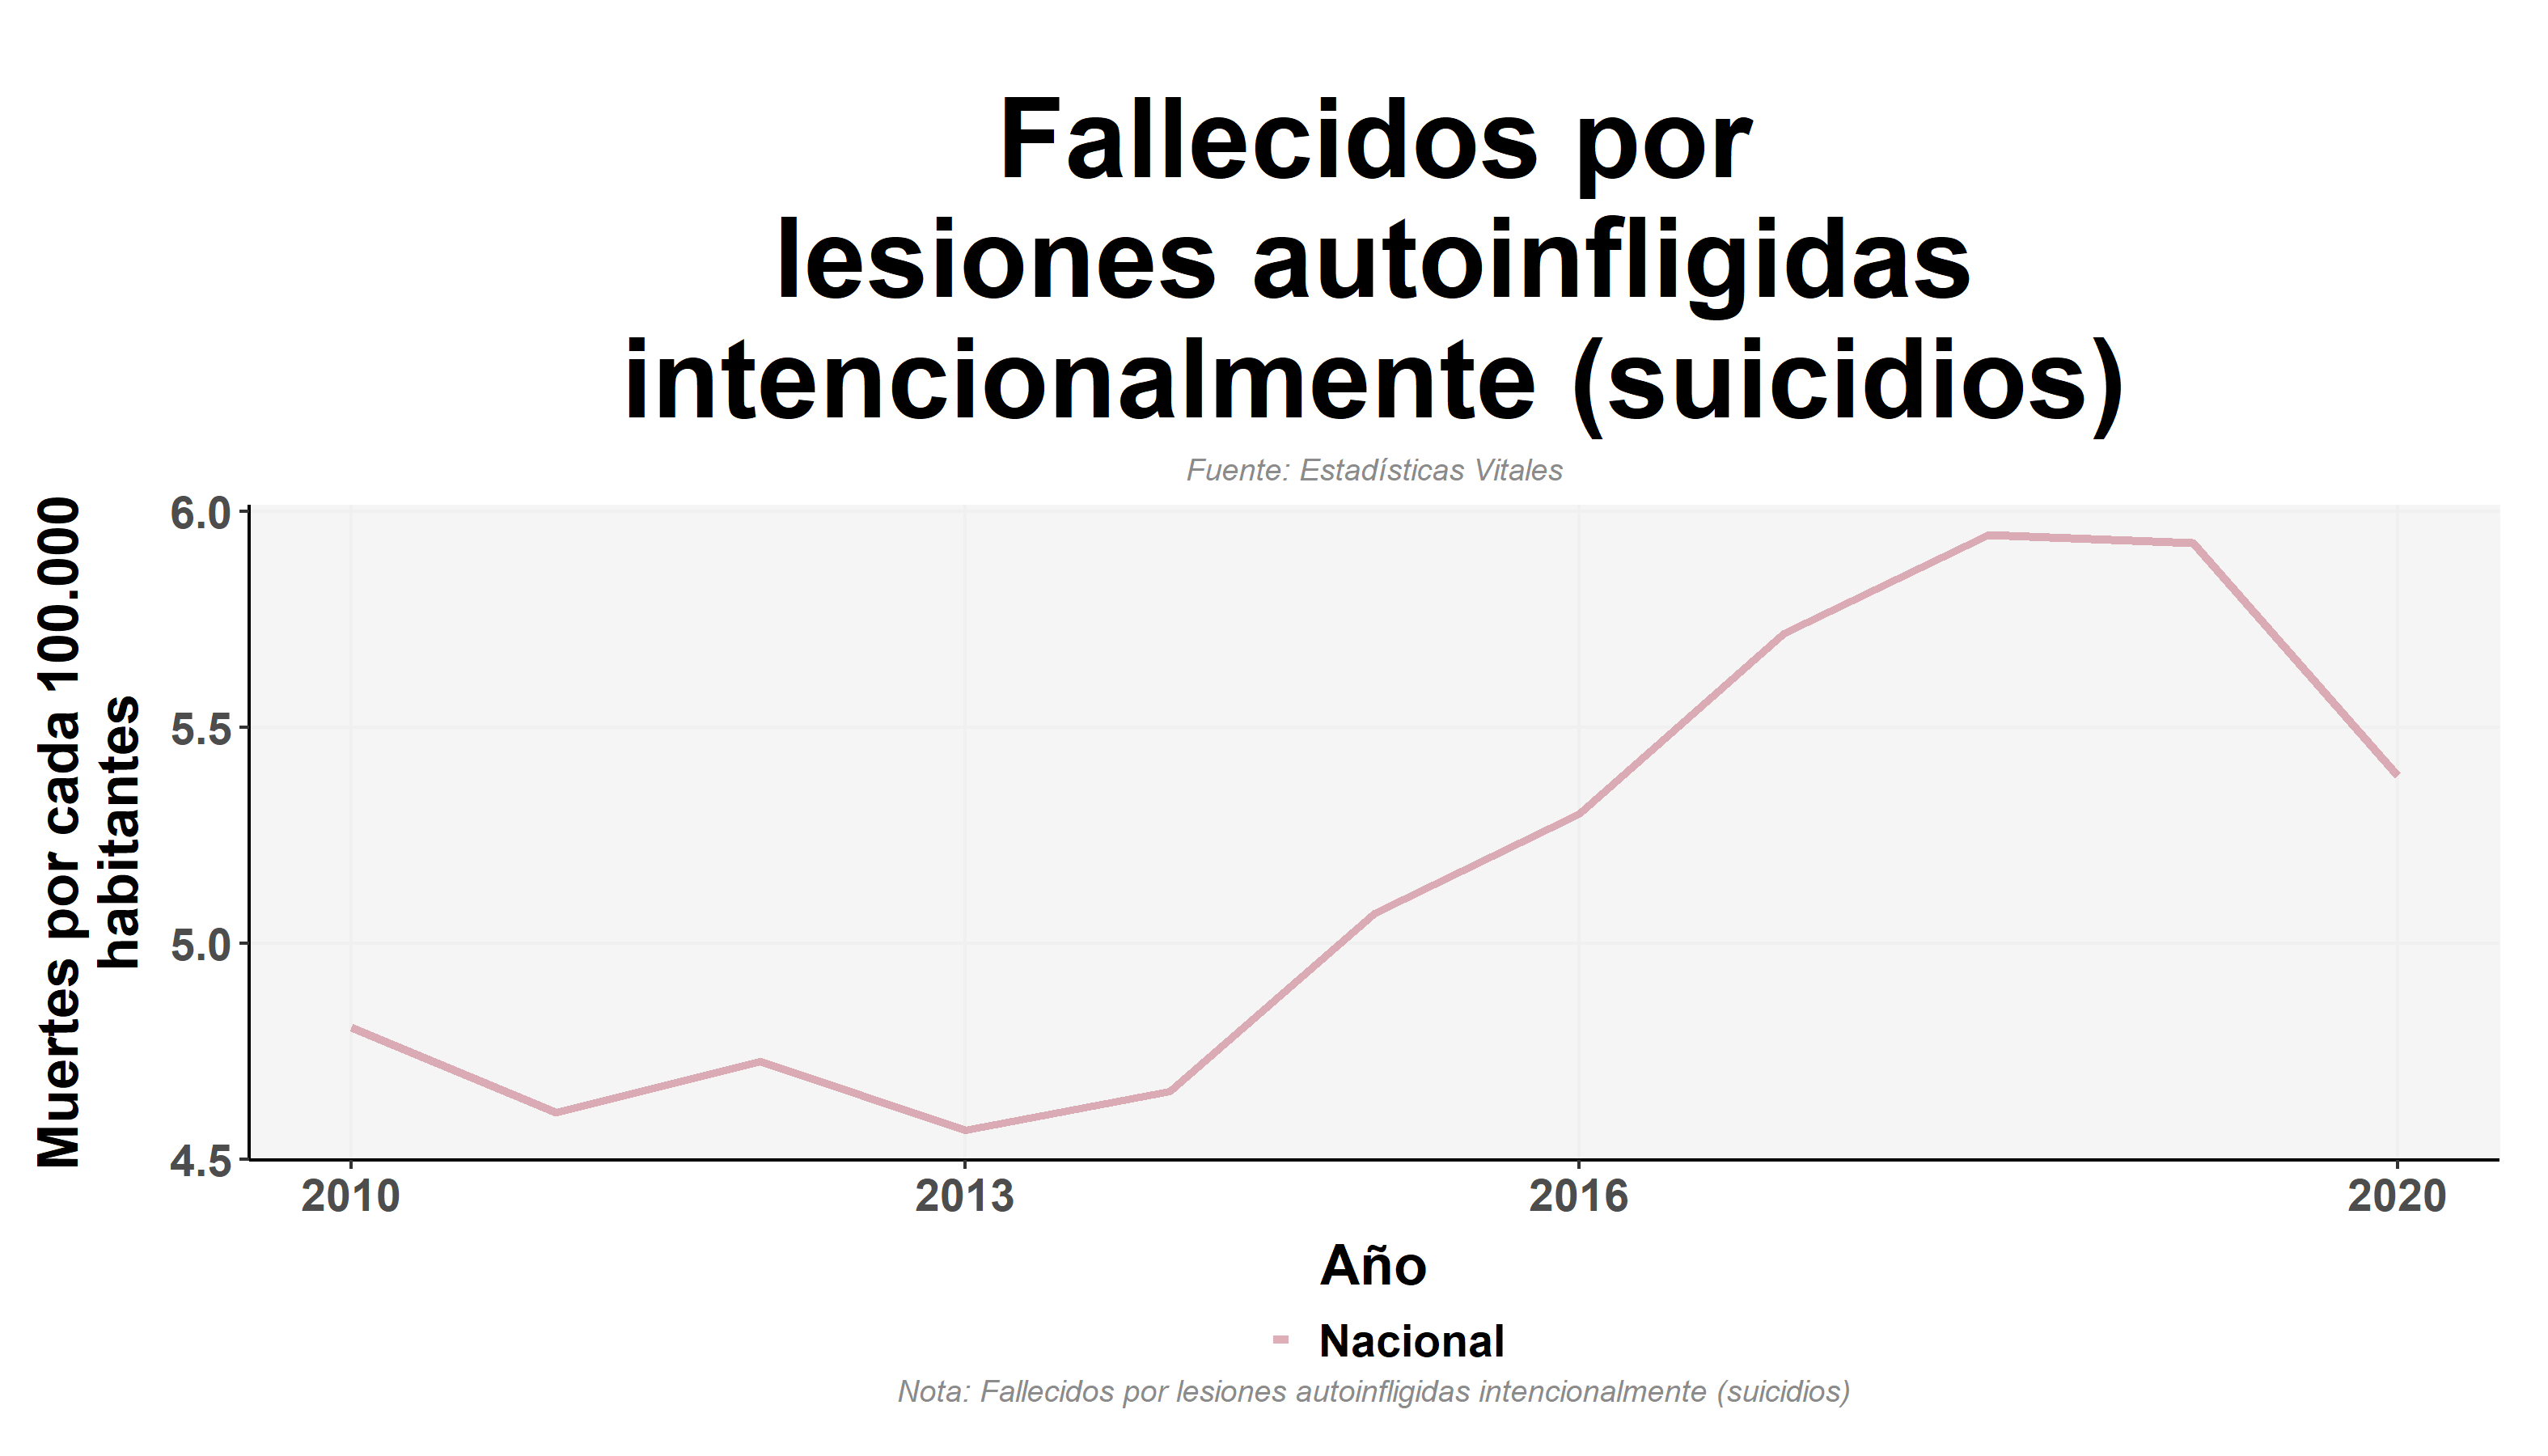 Fallecidos por
lesiones autoinfligidas
intencionalmente (suicidios)
Fuente: Estadísticas Vitales
Muertes por cada 100.000
habitantes
6.0
5.5
5.0
4.5
2010 2013 2016 2020
Año
Nacional
Nota: Fallecidos por lesiones autoinfligidas intencionalmente (suicidios)